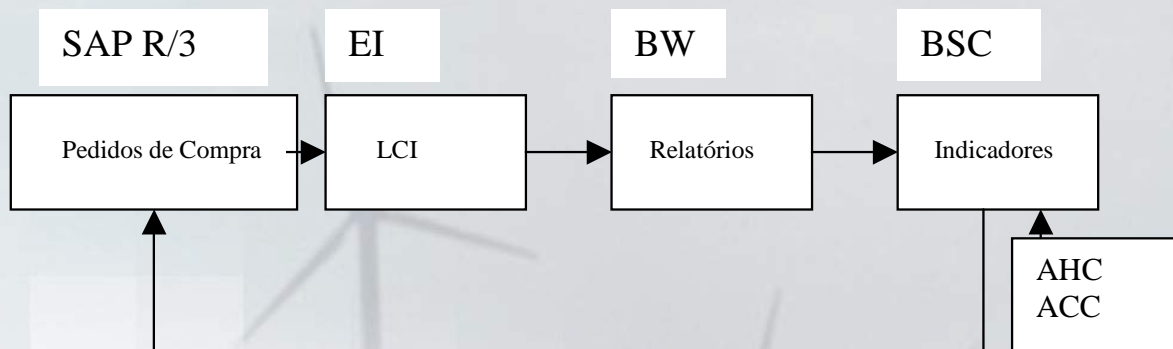 SAP R/3
EI
BW
BSC
Pedidos de Compra
LCI
Relatórios
Indicadores
AHC
ACC